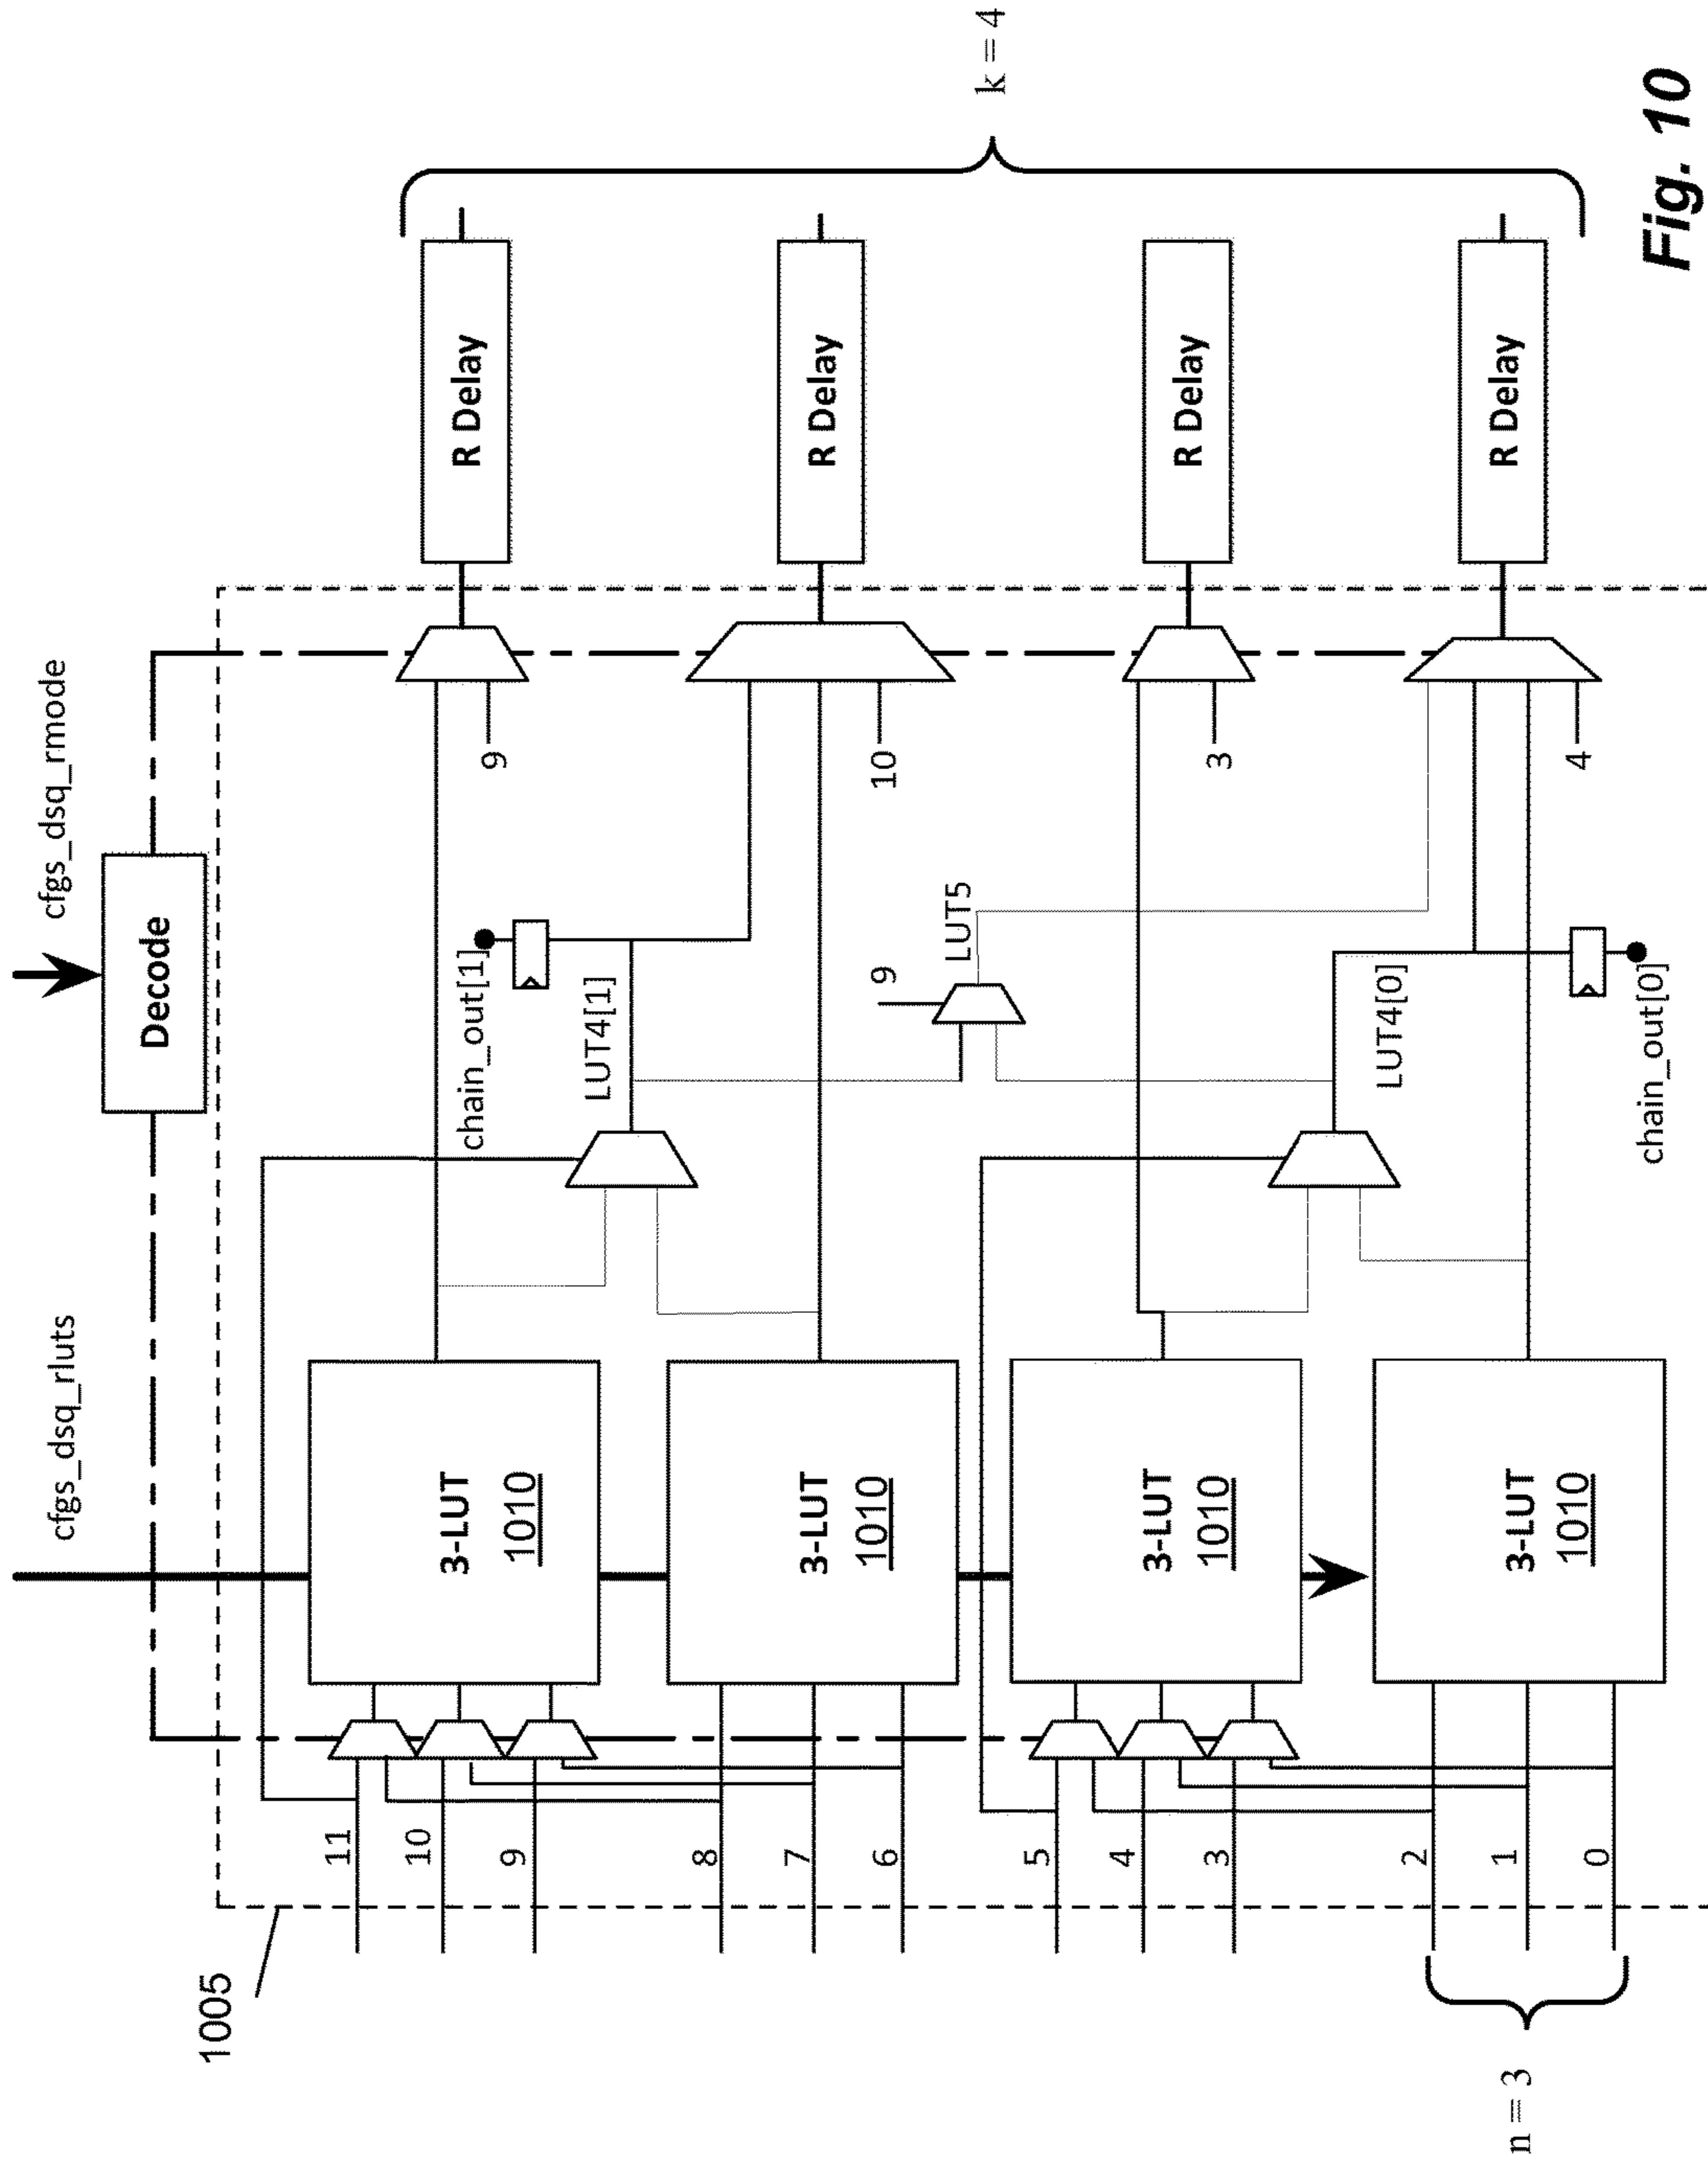 cfgs_dsq_rluts
cfgs_dsq_rmode
Decode
1005
11
10
9
8
7
6
5
4
3
2
1
0
n = 3
3-LUT
1010
3-LUT
1010
3-LUT
1010
3-LUT
1010
chain_out[1]
LUT4[1]
9
LUT5
LUT4[0]
chain_out[0]
9
10
3
4
R Delay
R Delay
R Delay
R Delay
k = 4
Fig. 10